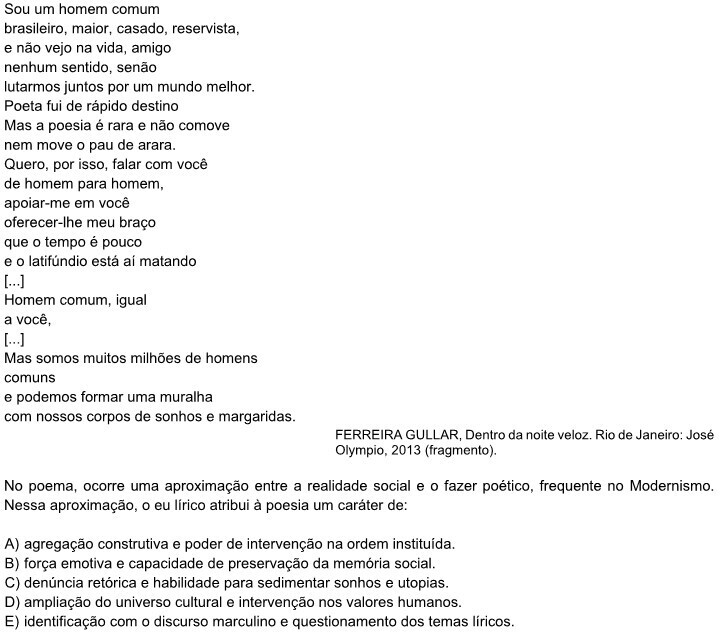 Sou um homem comum
brasileiro, maior, casado, reservista,
e não vejo na vida, amigo
nenhum sentido, senão
lutarmos juntos por um mundo melhor.
Poeta fui de rápido destino
Mas a poesia é rara e não comove
nem move o pau de arara.
Quero, por isso, falar com você
de homem para homem,
apoiar-me em você
oferecer-lhe meu braço
que o tempo é pouco
e o latifúndio está aí matando
[...]
Homem comum, igual
a você,
[...]
Mas somos muitos milhões de homens
comuns
e podemos formar uma muralha
com nossos corpos de sonhos e margaridas.
FERREIRA GULLAR, Dentro da noite veloz. Rio de Janeiro: José
Olympio, 2013 (fragmento).
No poema, ocorre uma aproximação entre a realidade social e o fazer poético, frequente no Modernismo.
Nessa aproximação, o eu lírico atribui à poesia um caráter de:
A) agregação construtiva e poder de intervenção na ordem instituída.
B) força emotiva e capacidade de preservação da memória social.
C) denúncia retórica e habilidade para sedimentar sonhos e utopias.
D) ampliação do universo cultural e intervenção nos valores humanos.
E) identificação com o discurso marculino e questionamento dos temas líricos.